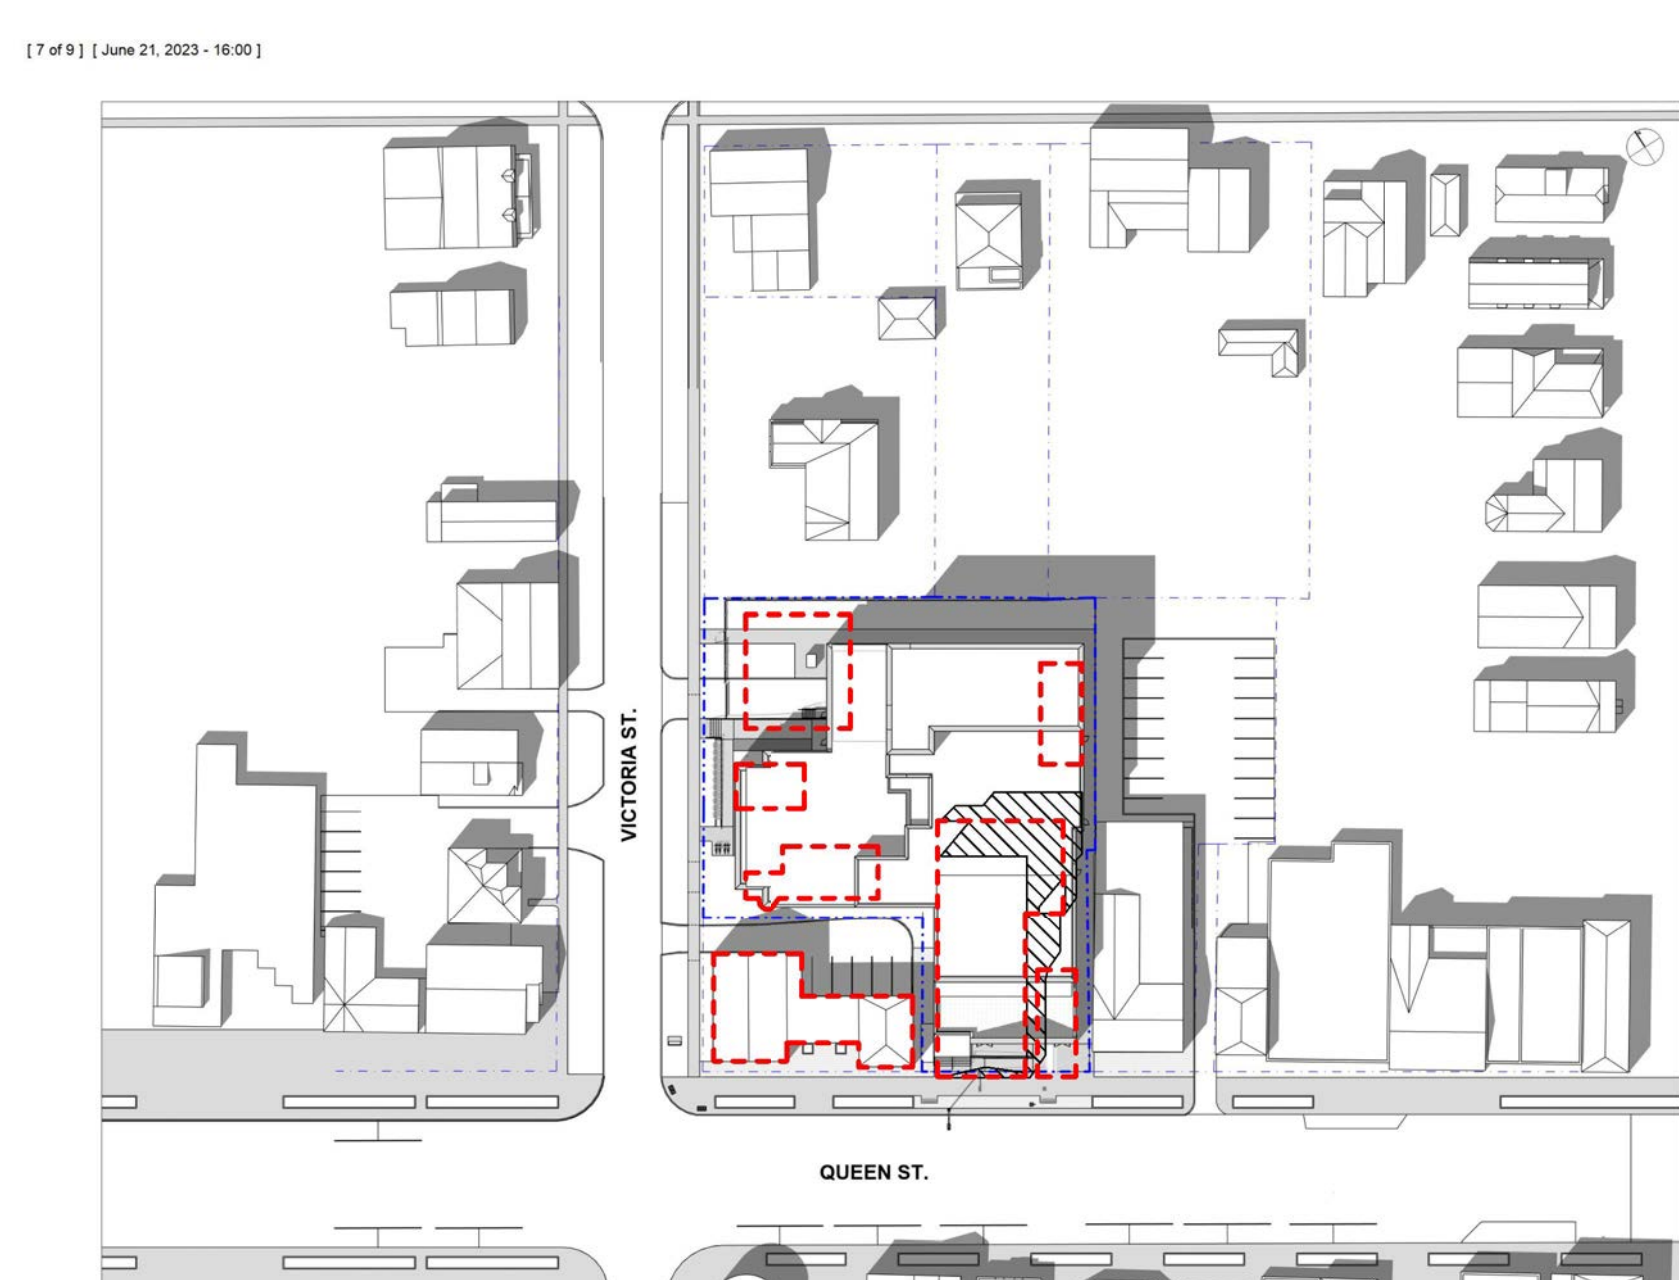 [ 7 of 9 ] [ June 21, 2023 - 16:00 ]
VICTORIA ST.
QUEEN ST.